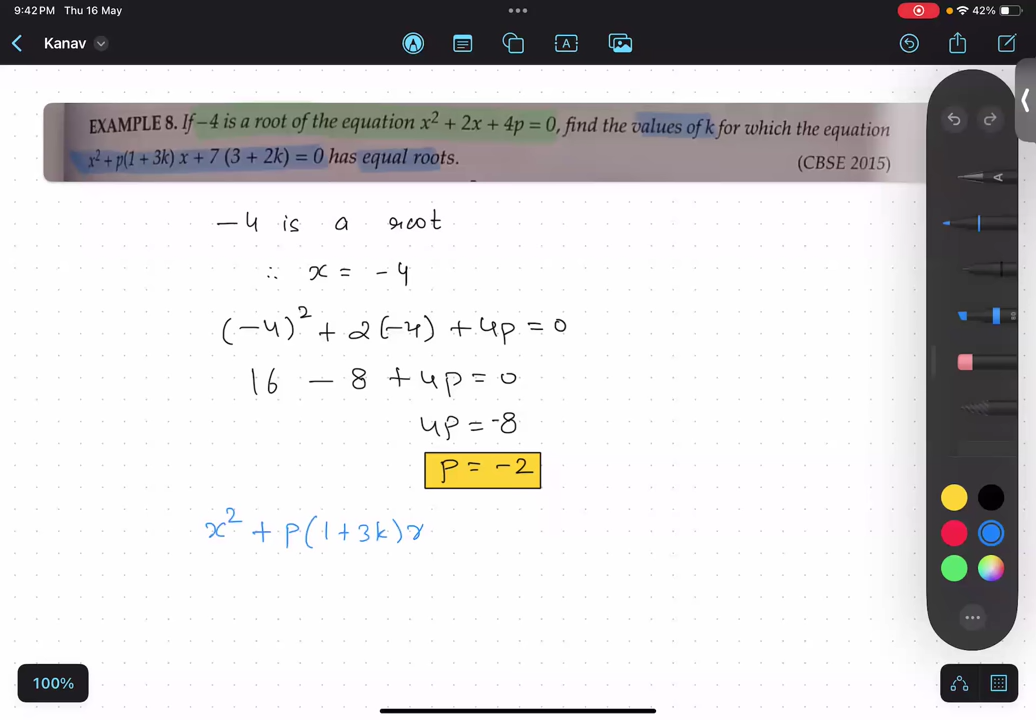 9:42 PM Thu 16 May
42%
Kanav
A
EXAMPLE 8. If −4 is a root of the equation x² + 2x + 4p = 0, find the values of k for which the equation
x² + p(1 + 3k) x + 7 (3 + 2k) = 0 has equal roots.
(CBSE 2015)
A
−4 is a root
∴ x = −4
(−4)² + 2(−4) + 4p = 0
16 − 8 + 4p = 0
4p = −8
p = −2
x² + p(1+3k)x
100%